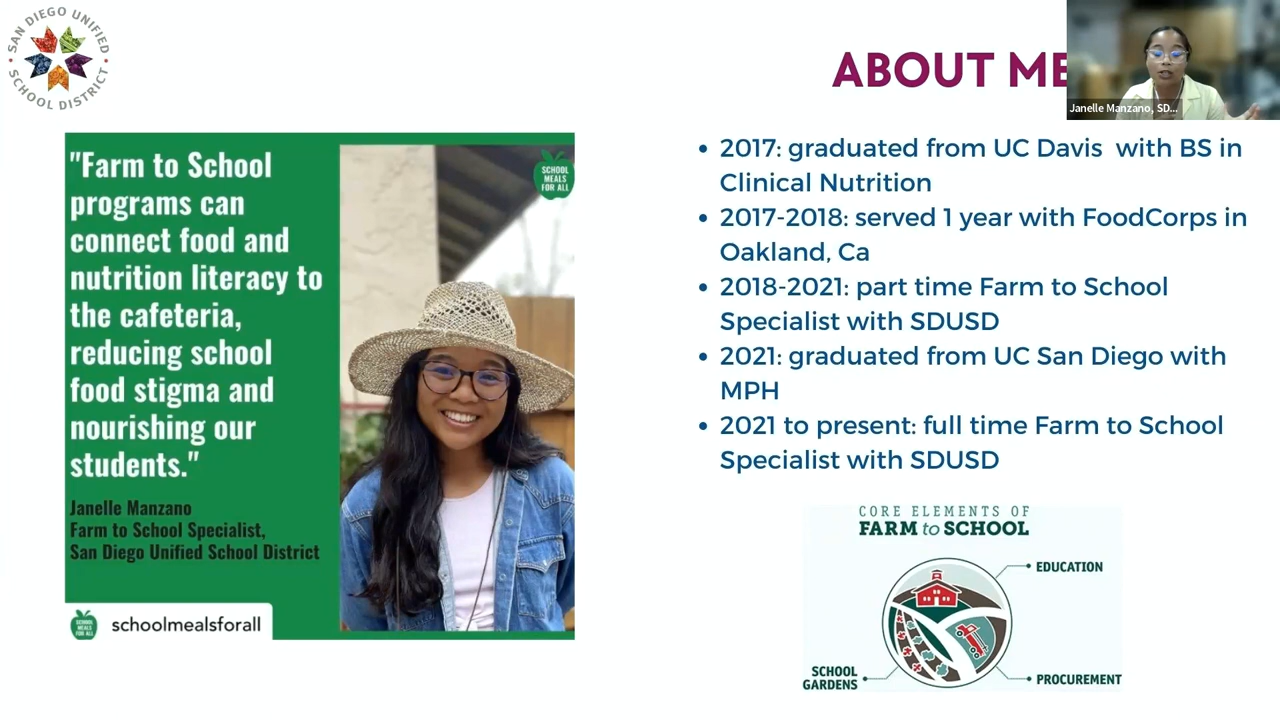 SAN DIEGO UNIFIED
SCHOOL DISTRICT
ABOUT ME
Janelle Manzano, SD...
"Farm to School
programs can
connect food and
nutrition literacy to
the cafeteria,
reducing school
food stigma and
nourishing our
students."
Janelle Manzano
Farm to School Specialist,
San Diego Unified School District
SCHOOL
MEALS
FOR ALL
SCHOOL
MEALS
FOR ALL
schoolmealsforall
• 2017: graduated from UC Davis with BS in
Clinical Nutrition
• 2017-2018: served 1 year with FoodCorps in
Oakland, Ca
• 2018-2021: part time Farm to School
Specialist with SDUSD
• 2021: graduated from UC San Diego with
MPH
• 2021 to present: full time Farm to School
Specialist with SDUSD
CORE ELEMENTS OF
FARM to SCHOOL
EDUCATION
SCHOOL
GARDENS
PROCUREMENT